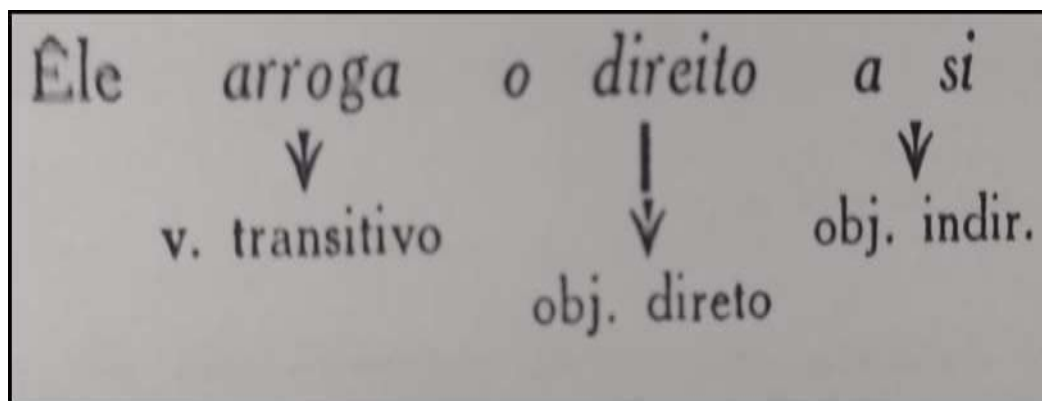 Êle arroga o direito a si
v. transitivo obj. indir.
obj. direto